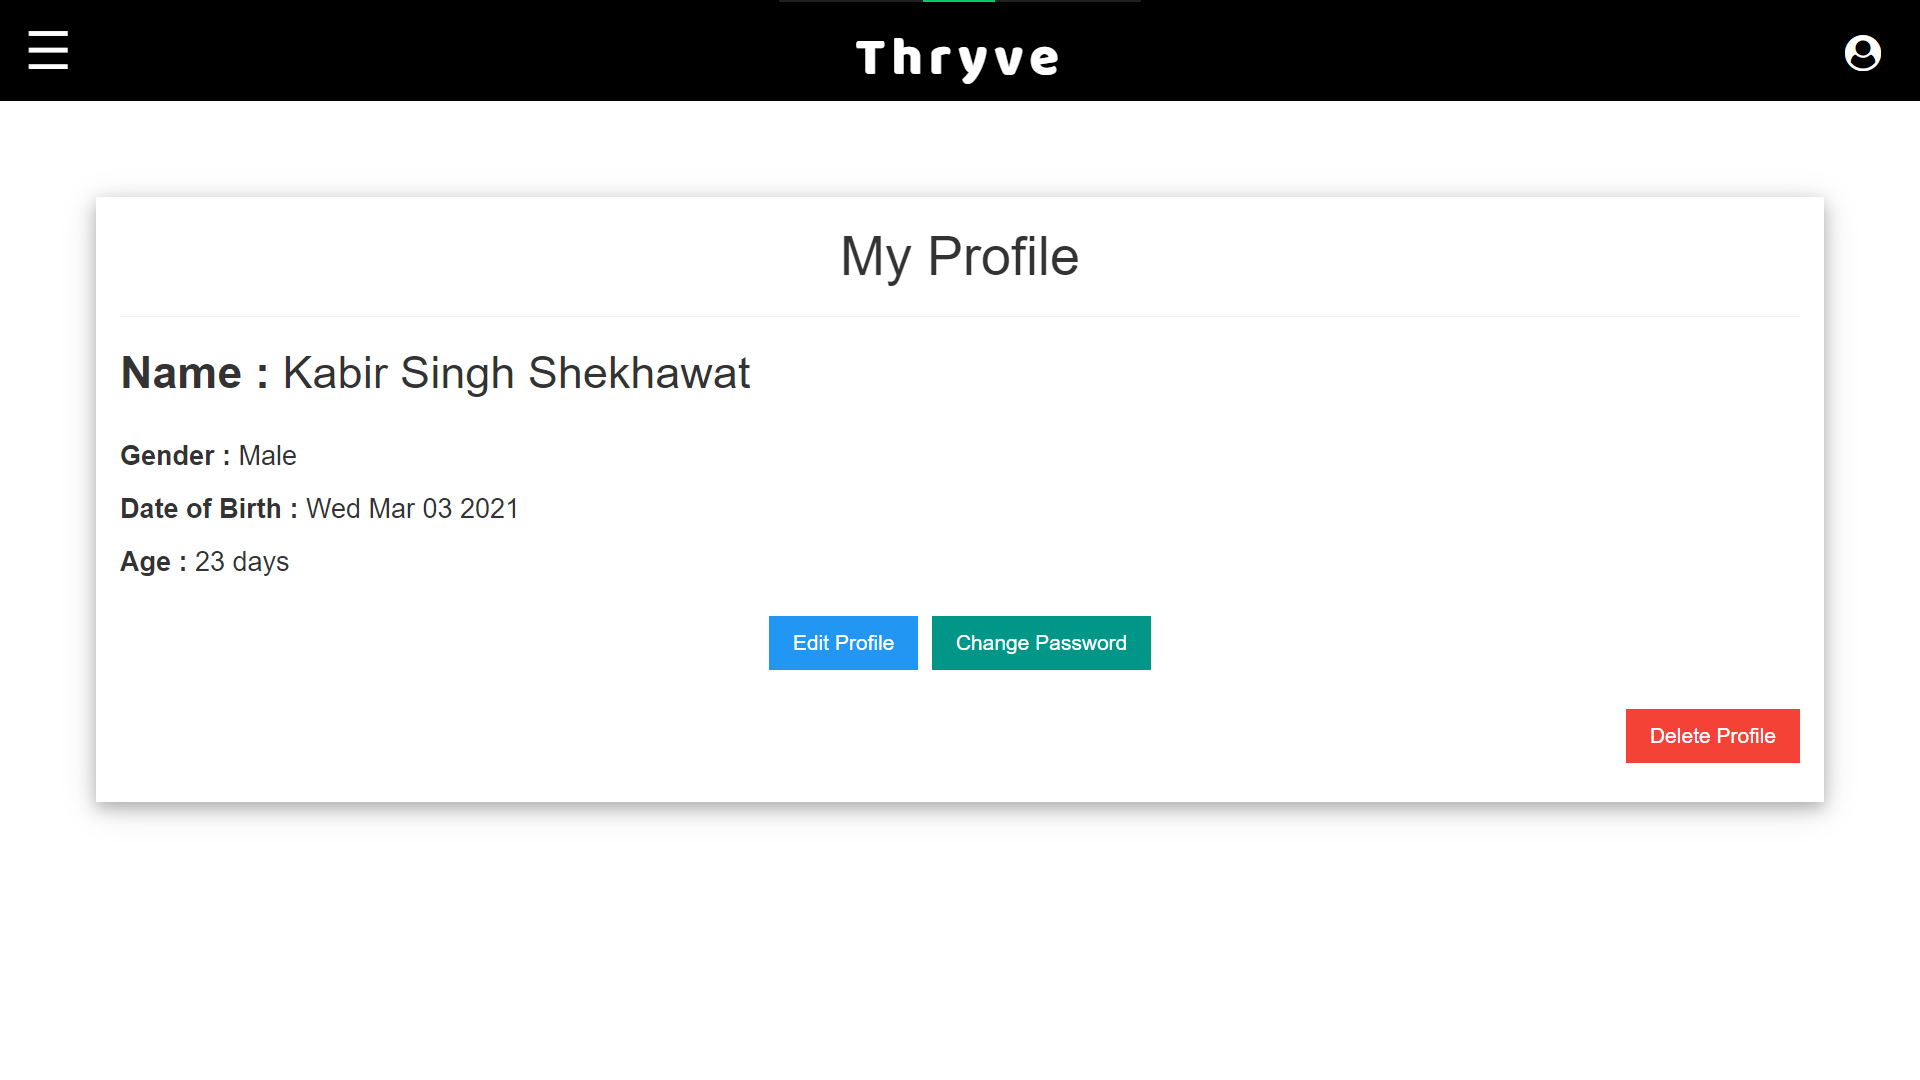 Thryve
My Profile
Name : Kabir Singh Shekhawat
Gender : Male
Date of Birth : Wed Mar 03 2021
Age : 23 days
Edit Profile Change Password
Delete Profile